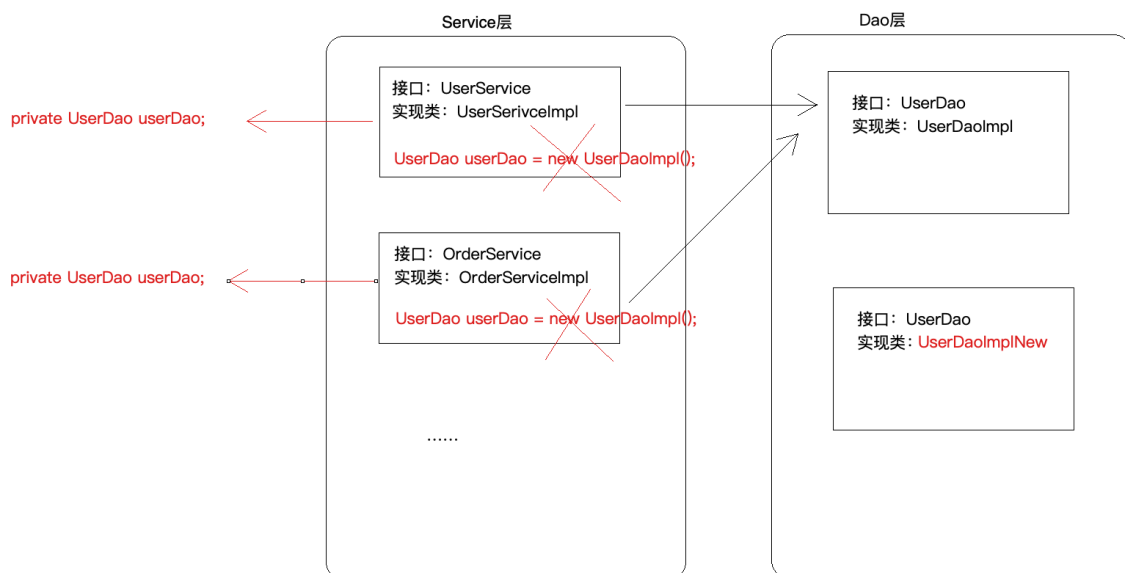 Service层
Dao层
接口：UserService
实现类：UserSerivceImpl
UserDao userDao = new UserDaoImpl();
private UserDao userDao;
接口：UserDao
实现类：UserDaoImpl
接口：OrderService
实现类：OrderServiceImpl
UserDao userDao = new UserDaoImpl();
private UserDao userDao;
接口：UserDao
实现类：UserDaoImplNew
......